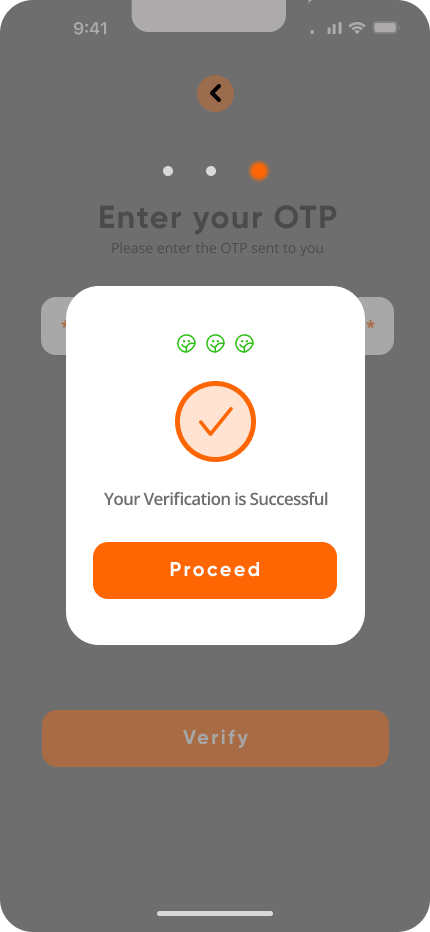 9:41
Enter your OTP
Please enter the OTP sent to you
* *
Your Verification is Successful
Proceed
Verify